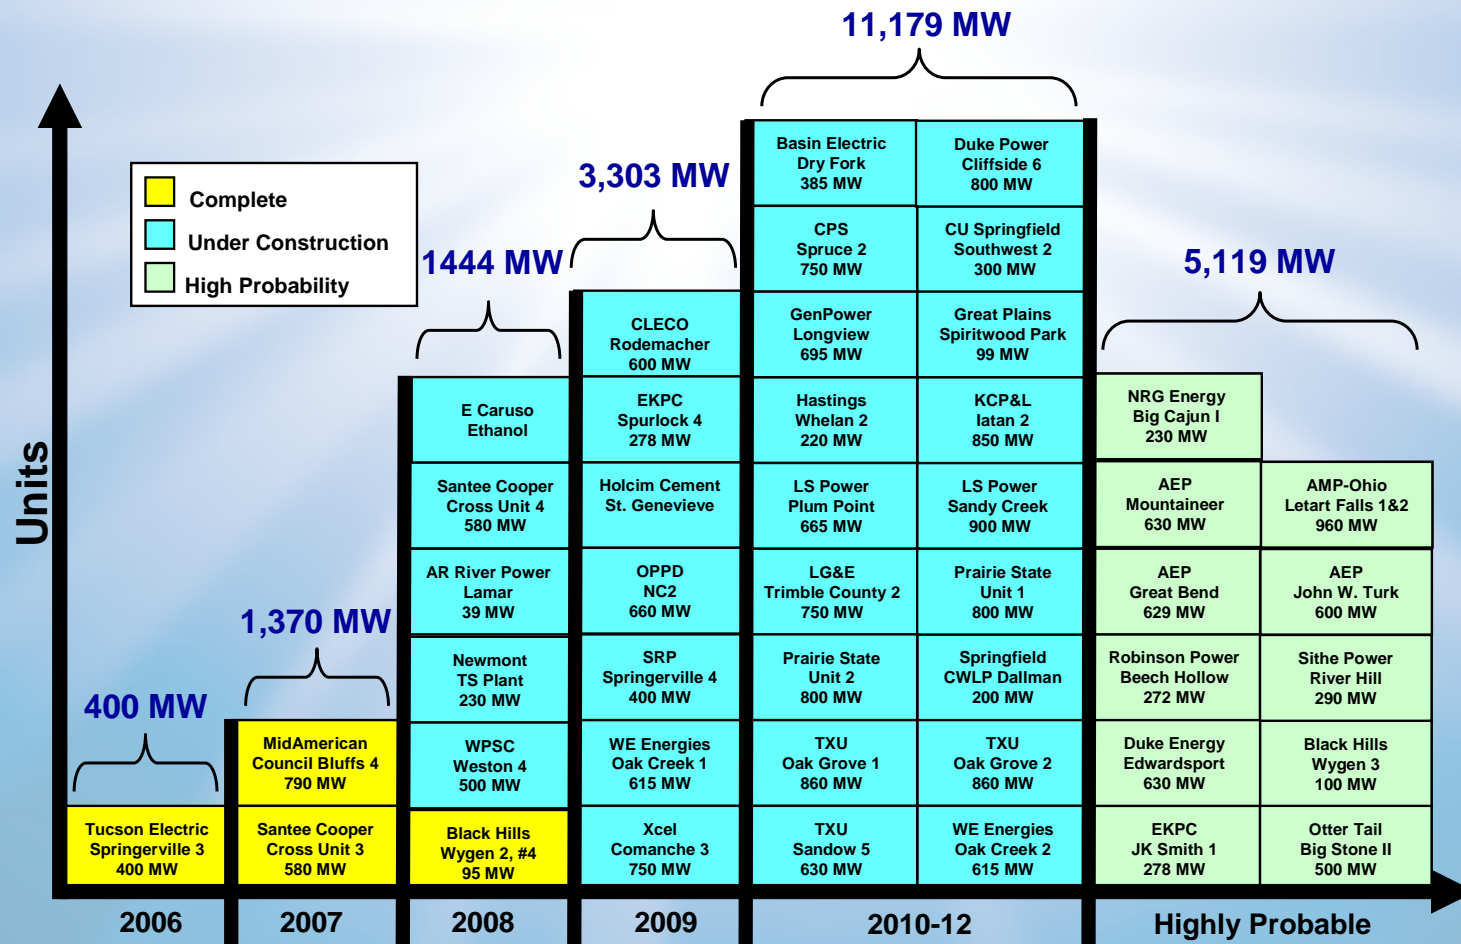 11,179 MW
3,303 MW
1444 MW
5,119 MW
1,370 MW
400 MW
Complete
Under Construction
High Probability
Units
Tucson Electric
Springerville 3
400 MW
MidAmerican
Council Bluffs 4
790 MW
Santee Cooper
Cross Unit 3
580 MW
E Caruso
Ethanol
Santee Cooper
Cross Unit 4
580 MW
AR River Power
Lamar
39 MW
Newmont
TS Plant
230 MW
WPSC
Weston 4
500 MW
Black Hills
Wygen 2, #4
95 MW
CLECO
Rodemacher
600 MW
EKPC
Spurlock 4
278 MW
Holcim Cement
St. Genevieve
OPPD
NC2
660 MW
SRP
Springerville 4
400 MW
WE Energies
Oak Creek 1
615 MW
Xcel
Comanche 3
750 MW
Basin Electric
Dry Fork
385 MW
CPS
Spruce 2
750 MW
GenPower
Longview
695 MW
Hastings
Whelan 2
220 MW
LS Power
Plum Point
665 MW
LG&E
Trimble County 2
750 MW
Prairie State
Unit 2
800 MW
TXU
Oak Grove 1
860 MW
TXU
Sandow 5
630 MW
Duke Power
Cliffside 6
800 MW
CU Springfield
Southwest 2
300 MW
Great Plains
Spiritwood Park
99 MW
KCP&L
Iatan 2
850 MW
LS Power
Sandy Creek
900 MW
Prairie State
Unit 1
800 MW
Springfield
CWLP Dallman
200 MW
TXU
Oak Grove 2
860 MW
WE Energies
Oak Creek 2
615 MW
NRG Energy
Big Cajun I
230 MW
AEP
Mountaineer
630 MW
AEP
Great Bend
629 MW
Robinson Power
Beech Hollow
272 MW
Duke Energy
Edwardsport
630 MW
EKPC
JK Smith 1
278 MW
AMP-Ohio
Letart Falls 1&2
960 MW
AEP
John W. Turk
600 MW
Sithe Power
River Hill
290 MW
Black Hills
Wygen 3
100 MW
Otter Tail
Big Stone II
500 MW
2006
2007
2008
2009
2010-12
Highly Probable